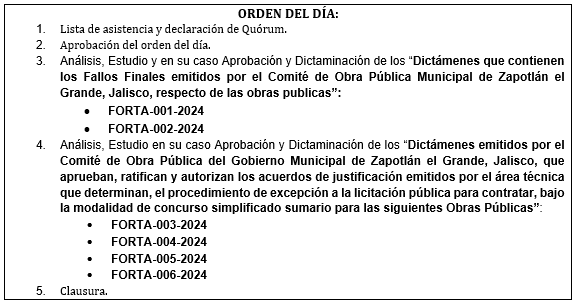 ORDEN DEL DÍA:
1. Lista de asistencia y declaración de Quórum.
2. Aprobación del orden del día.
3. Análisis, Estudio y en su caso Aprobación y Dictaminación de los “Dictámenes que contienen
los Fallos Finales emitidos por el Comité de Obra Pública Municipal de Zapotlán el
Grande, Jalisco, respecto de las obras publicas”:
• FORTA-001-2024
• FORTA-002-2024
4. Análisis, Estudio en su caso Aprobación y Dictaminación de los “Dictámenes emitidos por el
Comité de Obra Pública del Gobierno Municipal de Zapotlán el Grande, Jalisco, que
aprueban, ratifican y autorizan los acuerdos de justificación emitidos por el área técnica
que determinan, el procedimiento de excepción a la licitación pública para contratar, bajo
la modalidad de concurso simplificado sumario para las siguientes Obras Públicas”:
• FORTA-003-2024
• FORTA-004-2024
• FORTA-005-2024
• FORTA-006-2024
5. Clausura.